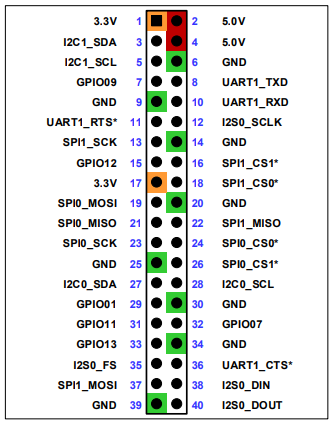 3.3V 1 2 5.0V
I2C1_SDA 3 4 5.0V
I2C1_SCL 5 6 GND
GPIO09 7 8 UART1_TXD
GND 9 10 UART1_RXD
UART1_RTS* 11 12 I2S0_SCLK
SPI1_SCK 13 14 GND
GPIO12 15 16 SPI1_CS1*
3.3V 17 18 SPI1_CS0*
SPI0_MOSI 19 20 GND
SPI0_MISO 21 22 SPI1_MISO
SPI0_SCK 23 24 SPI0_CS0*
GND 25 26 SPI0_CS1*
I2C0_SDA 27 28 I2C0_SCL
GPIO01 29 30 GND
GPIO11 31 32 GPIO07
GPIO13 33 34 GND
I2S0_FS 35 36 UART1_CTS*
SPI1_MOSI 37 38 I2S0_DIN
GND 39 40 I2S0_DOUT